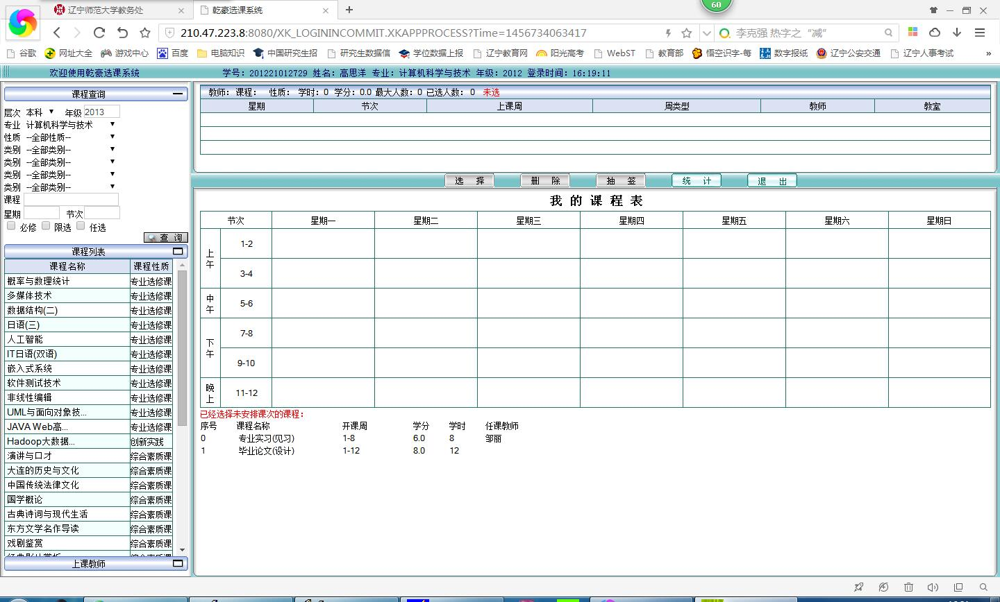 辽宁师范大学教务处
乾豪选课系统
60
210.47.223.8:8080/XK_LOGININCOMMIT.XKAPPPROCESS?Time=1456734063417
李克强 热字之 “减”
谷歌 网址大全 游戏中心 百度 电脑知识 中国研究生招 研究生数据信 学位数据上报 辽宁教育网 阳光高考 WebST 教育部 悟空识字-每 数字报纸 辽宁公安交通 辽宁人事考试 »
欢迎使用乾豪选课系统
学号：201221012729 姓名：高思洋 专业：计算机科学与技术 年级：2012 登录时间：16:19:11
课程查询
层次 本科 年级 2013
专业 计算机科学与技术
性质 --全部性质--
类别 --全部类别--
类别 --全部类别--
类别 --全部类别--
类别 --全部类别--
课程
星期 节次
必修 限选 任选
查 询
课程列表
课程名称 课程性质
概率与数理统计 专业选修课
多媒体技术 专业选修课
数据结构(二) 专业选修课
日语(三) 专业选修课
人工智能 专业选修课
IT日语(双语) 专业选修课
嵌入式系统 专业选修课
软件测试技术 专业选修课
非线性编辑 专业选修课
UML与面向对象技... 专业选修课
JAVA Web高... 专业选修课
Hadoop大数据... 创新实践
演讲与口才 综合素质课
大连的历史与文化 综合素质课
中国传统法律文化 综合素质课
国学概论 综合素质课
古典诗词与现代生活 综合素质课
东方文学名作导读 综合素质课
戏剧鉴赏 综合素质课
上课教师
教师： 课程： 性质： 学时：0 学分：0.0 最大人数：0 已选人数： 0 未选
星期 节次 上课周 周类型 教师 教室
选 择 删 除 抽 签 统 计 退 出
我 的 课 程 表
节次 星期一 星期二 星期三 星期四 星期五 星期六 星期日
上午 1-2
3-4
中午 5-6
下午 7-8
9-10
晚上 11-12
已经选择未安排课次的课程：
序号 课程名称 开课周 学分 学时 任课教师
0 专业实习(见习) 1-8 6.0 8 邹丽
1 毕业论文(设计) 1-12 8.0 12